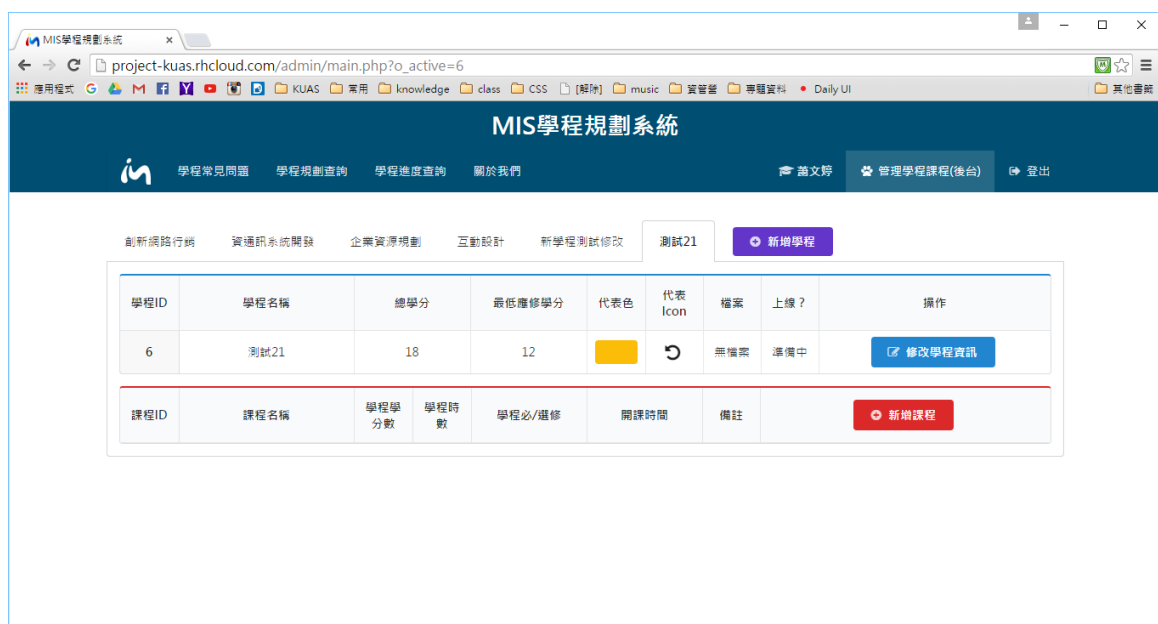 MIS學程規劃系統
project-kuas.rhcloud.com/admin/main.php?o_active=6
應用程式 KUAS 常用 knowledge class CSS [解除] music 資管營 專題資料 Daily UI 其他書籤
MIS學程規劃系統
學程常見問題 學程規劃查詢 學程進度查詢 關於我們 蕭文婷 管理學程課程(後台) 登出
創新網路行銷 資通訊系統開發 企業資源規劃 互動設計 新學程測試修改 測試21 新增學程
學程ID 學程名稱 總學分 最低應修學分 代表色 代表 Icon 檔案 上線？ 操作
6 測試21 18 12 無檔案 準備中 修改學程資訊
課程ID 課程名稱 學程學分數 學程時數 學程必/選修 開課時間 備註 新增課程